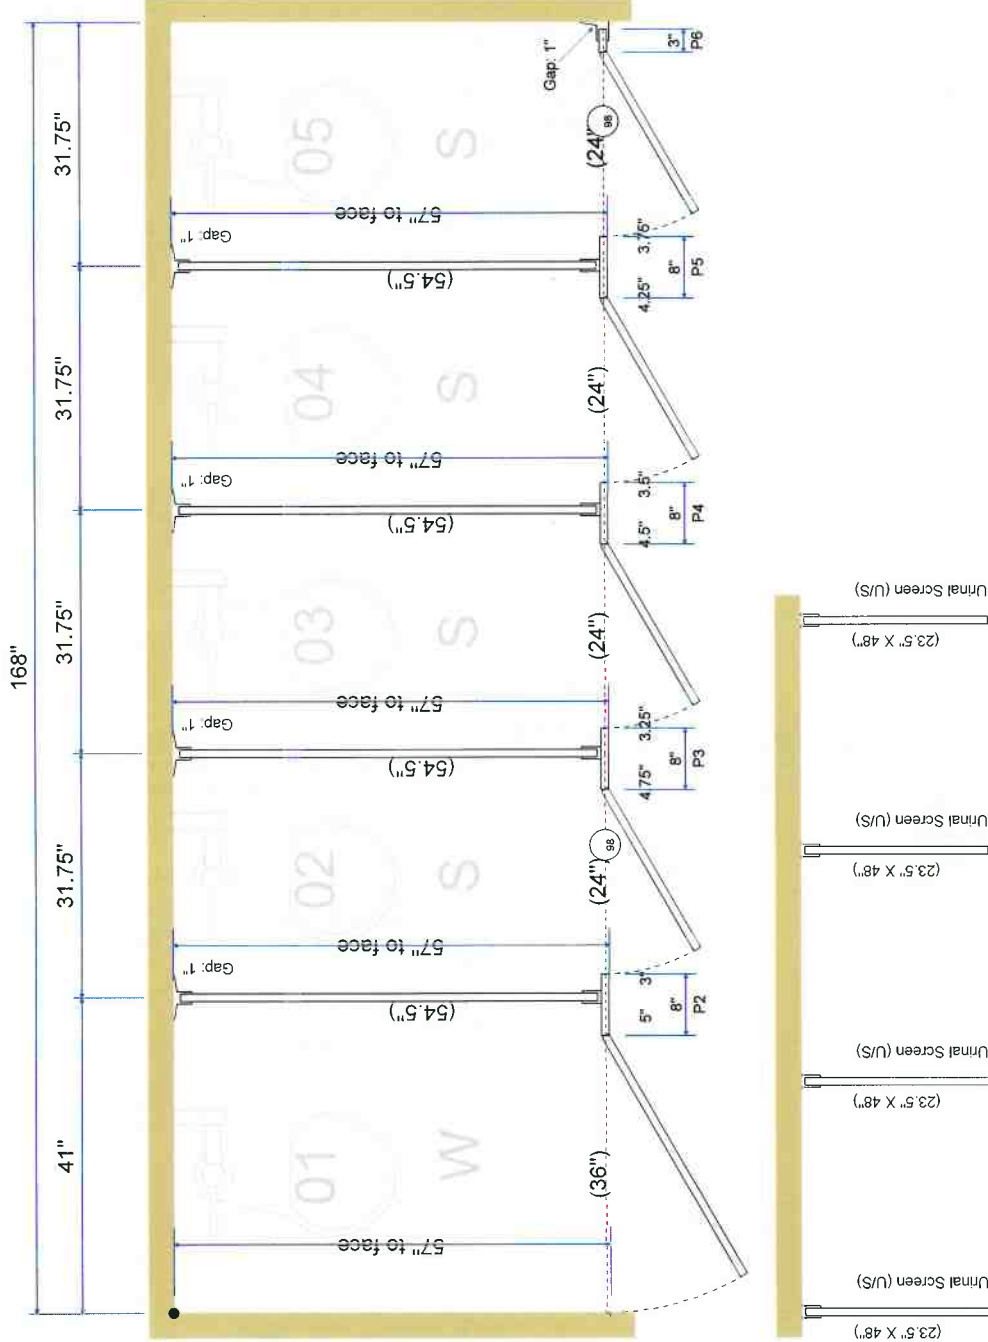 168"
41"
31.75"
31.75"
31.75"
31.75"
Gap: 1"
Gap: 1"
Gap: 1"
Gap: 1"
01
02
03
04
05
W
S
S
S
S
57" to face
57" to face
57" to face
57" to face
57" to face
(54.5")
(54.5")
(54.5")
(54.5")
Gap: 1"
(36")
(24")
98
(24")
(24")
(24")
98
5"
3"
4.75"
3.25"
4.5"
3.5"
4.25"
3.75"
8"
8"
8"
8"
3"
P2
P3
P4
P5
P6
(23.5" X 48")
Urinal Screen (U/S)
(23.5" X 48")
Urinal Screen (U/S)
(23.5" X 48")
Urinal Screen (U/S)
(23.5" X 48")
Urinal Screen (U/S)